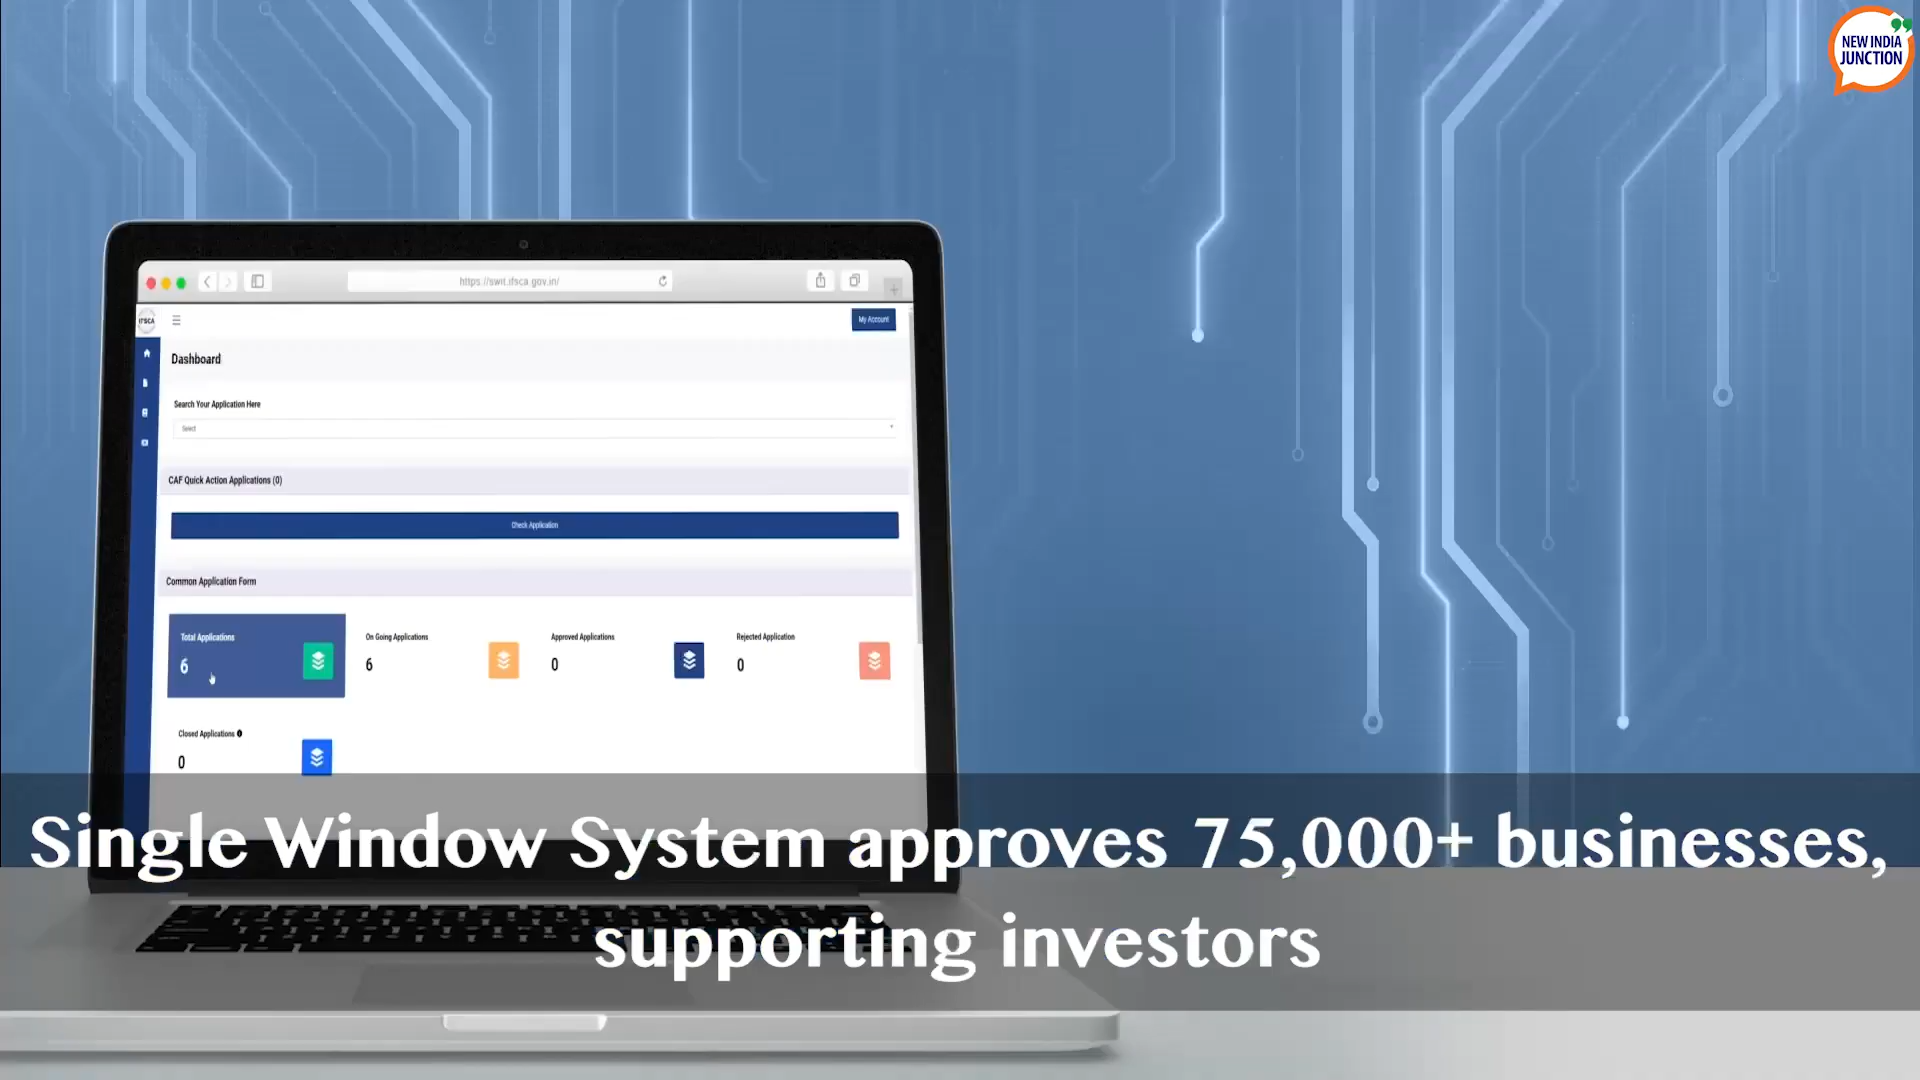 NEW INDIA
JUNCTION
https://swit.ifsca.gov.in/
IFSCA
My Account
Dashboard
Search Your Application Here
Select
CAF Quick Action Applications (0)
Check Application
Common Application Form
Total Applications
6
On Going Applications
6
Approved Applications
0
Rejected Application
0
Closed Applications
0
Single Window System approves 75,000+ businesses,
supporting investors